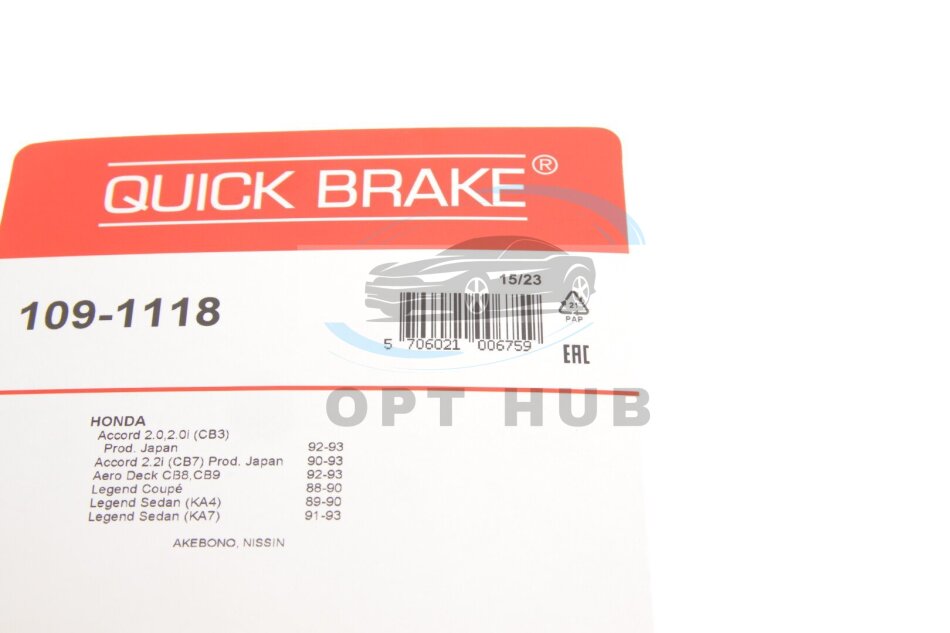 QUICK BRAKE®
109-1118
15/23
5 706021 006759
21
PAP
EAC
OPT HUB
HONDA
Accord 2.0,2.0i (CB3)
Prod. Japan 92-93
Accord 2.2i (CB7) Prod. Japan 90-93
Aero Deck CB8,CB9 92-93
Legend Coupé 88-90
Legend Sedan (KA4) 89-90
Legend Sedan (KA7) 91-93
AKEBONO, NISSIN